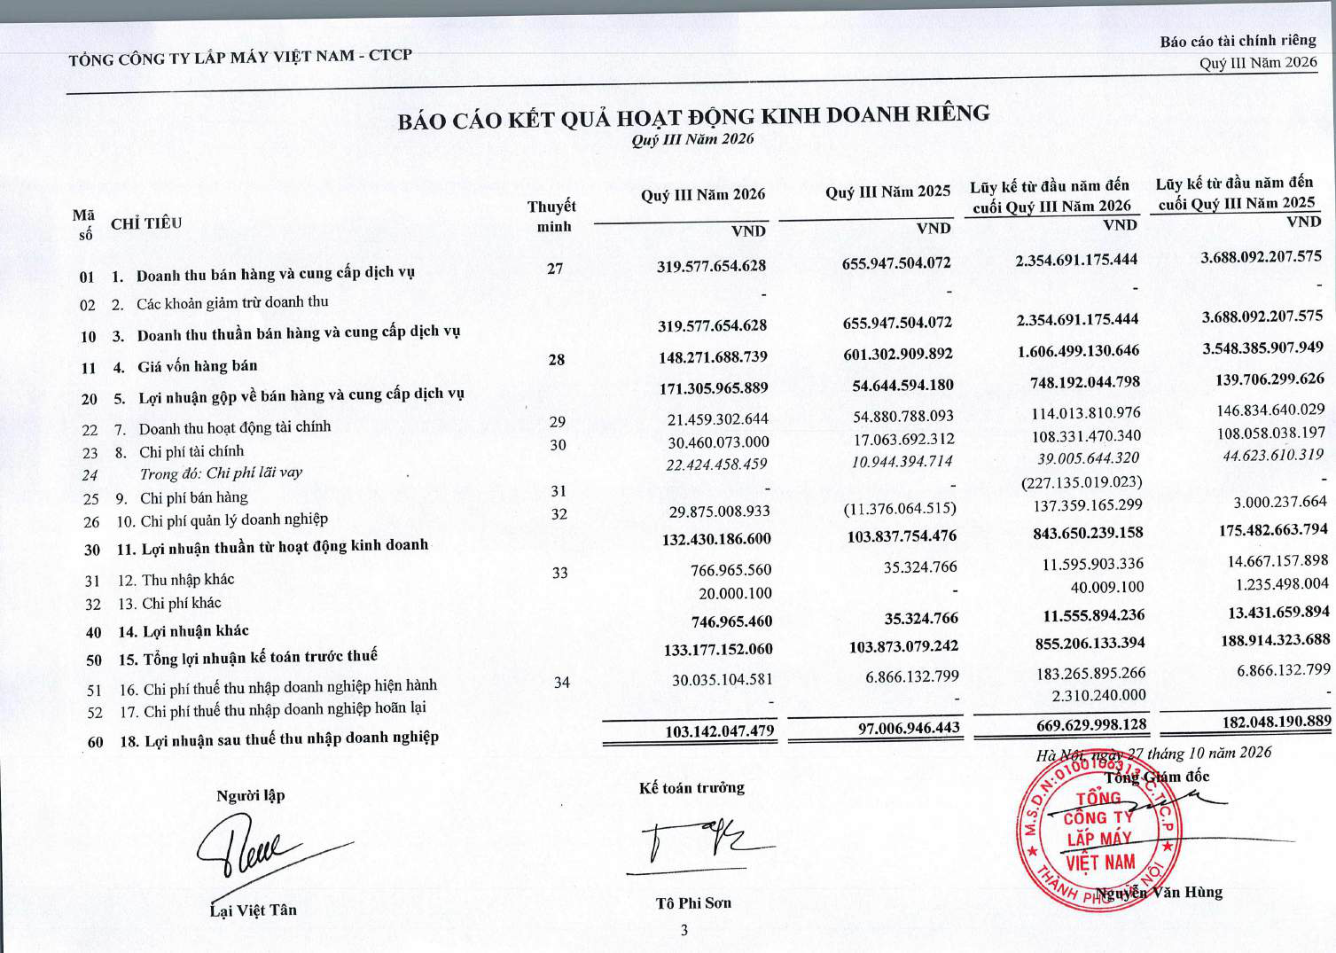 TỔNG CÔNG TY LẮP MÁY VIỆT NAM - CTCP
Báo cáo tài chính riêng
Quý III Năm 2026
BÁO CÁO KẾT QUẢ HOẠT ĐỘNG KINH DOANH RIÊNG
Quý III Năm 2026
Mã số CHỈ TIÊU Thuyết minh Quý III Năm 2026 Quý III Năm 2025 Lũy kế từ đầu năm đến cuối Quý III Năm 2026 Lũy kế từ đầu năm đến cuối Quý III Năm 2025
VND VND VND VND
01 1. Doanh thu bán hàng và cung cấp dịch vụ 27 319.577.654.628 655.947.504.072 2.354.691.175.444 3.688.092.207.575
02 2. Các khoản giảm trừ doanh thu - - - -
10 3. Doanh thu thuần bán hàng và cung cấp dịch vụ 319.577.654.628 655.947.504.072 2.354.691.175.444 3.688.092.207.575
11 4. Giá vốn hàng bán 28 148.271.688.739 601.302.909.892 1.606.499.130.646 3.548.385.907.949
20 5. Lợi nhuận gộp về bán hàng và cung cấp dịch vụ 171.305.965.889 54.644.594.180 748.192.044.798 139.706.299.626
22 7. Doanh thu hoạt động tài chính 29 21.459.302.644 54.880.788.093 114.013.810.976 146.834.640.029
23 8. Chi phí tài chính 30 30.460.073.000 17.063.692.312 108.331.470.340 108.058.038.197
24 Trong đó: Chi phí lãi vay 22.424.458.459 10.944.394.714 39.005.644.320 44.623.610.319
25 9. Chi phí bán hàng 31 - - (227.135.019.023) -
26 10. Chi phí quản lý doanh nghiệp 32 29.875.008.933 (11.376.064.515) 137.359.165.299 3.000.237.664
30 11. Lợi nhuận thuần từ hoạt động kinh doanh 132.430.186.600 103.837.754.476 843.650.239.158 175.482.663.794
31 12. Thu nhập khác 33 766.965.560 35.324.766 11.595.903.336 14.667.157.898
32 13. Chi phí khác 20.000.100 - 40.009.100 1.235.498.004
40 14. Lợi nhuận khác 746.965.460 35.324.766 11.555.894.236 13.431.659.894
50 15. Tổng lợi nhuận kế toán trước thuế 133.177.152.060 103.873.079.242 855.206.133.394 188.914.323.688
51 16. Chi phí thuế thu nhập doanh nghiệp hiện hành 34 30.035.104.581 6.866.132.799 183.265.895.266 6.866.132.799
52 17. Chi phí thuế thu nhập doanh nghiệp hoãn lại - - 2.310.240.000 -
60 18. Lợi nhuận sau thuế thu nhập doanh nghiệp 103.142.047.479 97.006.946.443 669.629.998.128 182.048.190.889
Hà Nội, ngày 27 tháng 10 năm 2026
Người lập Kế toán trưởng Tổng Giám đốc
M.S.D.N:0100106313-C.T.C.P
TỔNG
CÔNG TY
LẮP MÁY
VIỆT NAM
THÀNH PHỐ HÀ NỘI
Lại Việt Tân Tô Phi Sơn Nguyễn Văn Hùng
3